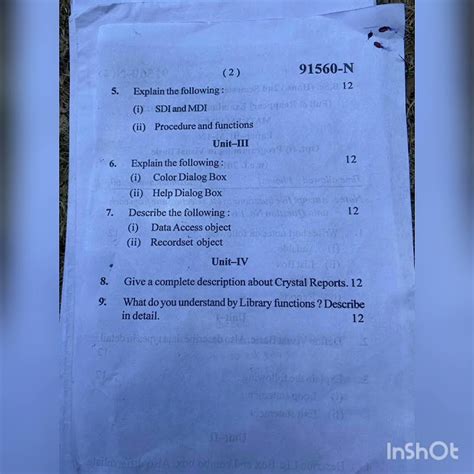 (2)
91560-N
5. Explain the following : 12
(i) SDI and MDI
(ii) Procedure and functions
Unit–III
6. Explain the following : 12
(i) Color Dialog Box
(ii) Help Dialog Box
7. Describe the following : 12
(i) Data Access object
(ii) Recordset object
Unit–IV
8. Give a complete description about Crystal Reports. 12
9. What do you understand by Library functions ? Describe
in detail. 12
InShOt